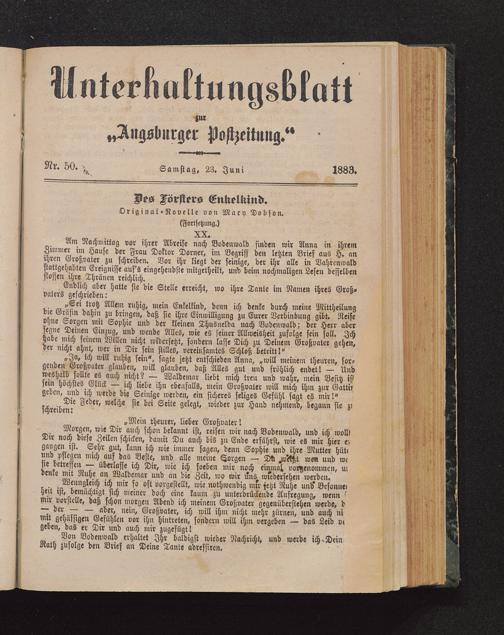 Unterhaltungsblatt
zur
„Augsburger Postzeitung.“
Nr. 50. Samstag, 23. Juni 1883.
Des Försters Enkelkind.
Original-Novelle von Mary Dobson.
(Fortsetzung.)
XX.
Am Nachmittag vor ihrer Abreise nach Bodenwald finden wir Anna in ihrem
Zimmer im Hause der Frau Doktor Dorner, im Begriff den letzten Brief aus H. an
ihren Großvater zu schreiben. Vor ihr liegt der seinige, der ihr alle in Bahrenwald
stattgehabten Ereignisse auf's eingehendste mitgetheilt, und beim nochmaligen Lesen desselben
flossen ihre Thränen reichlich.
Endlich aber hatte sie die Stelle erreicht, wo ihre Tante im Namen ihres Groß-
vaters geschrieben:
„Sei trotz Allem ruhig, mein Enkelkind, denn ich denke durch meine Mittheilung
die Gräfin dahin zu bringen, daß sie ihre Einwilligung zu Eurer Verbindung gibt. Reise
ohne Sorgen mit Sophie und der kleinen Thusnelda nach Bodenwald; der Herr aber
segne Deinen Einzug, und wende Alles, wie es seiner Allweisheit zufolge sein soll. Ich
habe mich seinem Willen nicht widersetzt, sondern lasse Dich zu Deinem Großvater gehen,
der nicht ahnt, wer in Dir sein stilles, vereinsamtes Schloß betritt!“
„Ja, ich will ruhig sein“, sagte jetzt entschieden Anna, „will meinem theuren, sor-
genden Großvater glauben, will glauben, daß Alles gut und fröhlich endet! — Und
weshalb sollte es auch nicht? — Waldemar liebt mich treu und wahr, mein Besitz ist
sein höchstes Glück — ich liebe ihn ebenfalls, mein Großvater will mich ihm zur Gattin
geben, und ich werde die Seinige werden, ein sicheres seliges Gefühl sagt es mir!“
Die Feder, welche sie bei Seite gelegt, wieder zur Hand nehmend, begann sie zu
schreiben:
„Mein theurer, lieber Großvater!
Morgen, wie Dir auch schon bekannt ist, reisen wir nach Bodenwald, und ich woll
Dir noch diese Zeilen schicken, damit Du auch bis zu Ende erfährst, wie es mir hier e
gangen ist. Sehr gut, kann ich wie immer sagen, denn Sophie und ihre Mutter hüt
und pflegen mich auf das Beste, und alle meine Sorgen — Du weißt wen und w
sie betreffen — überlasse ich Dir, wie ich soeben mir noch einmal vorgenommen, u
denke mit Ruhe an Waldemar und an die Zeit, wo wir uns wiedersehen werden.
Wenngleich ich mir so oft vorgestellt, wie nothwendig mir jetzt Ruhe und Besonne
heit ist, bemächtigt sich meiner doch eine kaum zu unterdrückende Aufregung, wenn
mir vorstelle, daß schon morgen Abend ich meinem Großvater gegenüberstehen werde, d
— der — — aber, nein, Großvater, ich will ihm nicht mehr zürnen, und auch ni
mit gehässigen Gefühlen vor ihn hintreten, sondern will ihm vergeben — das Leid ve
geben, das er Dir und auch mir zugefügt!
Von Bodenwald erhaltet Ihr baldigst wieder Nachricht, und werde ich Dein
Rath zufolge den Brief an Deine Tante adressiren.